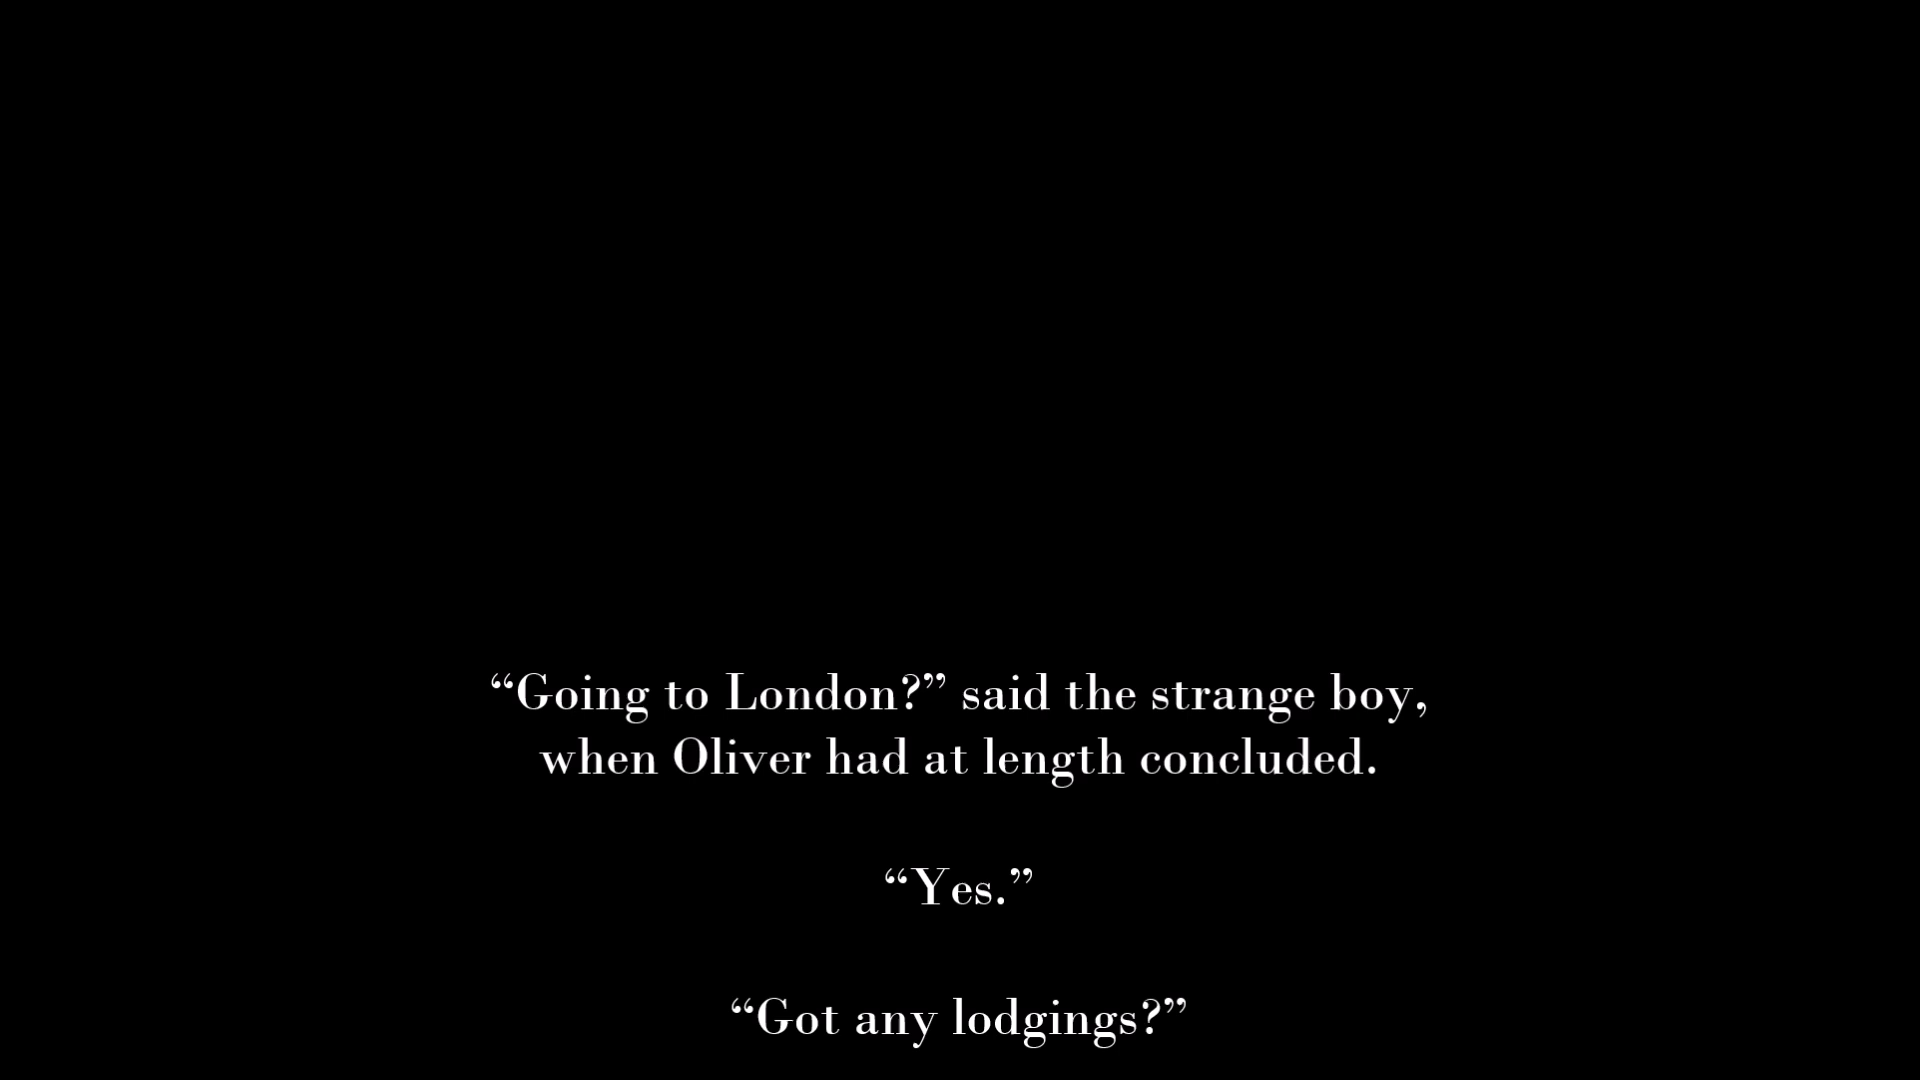 “Going to London?” said the strange boy,
when Oliver had at length concluded.
“Yes.”
“Got any lodgings?”